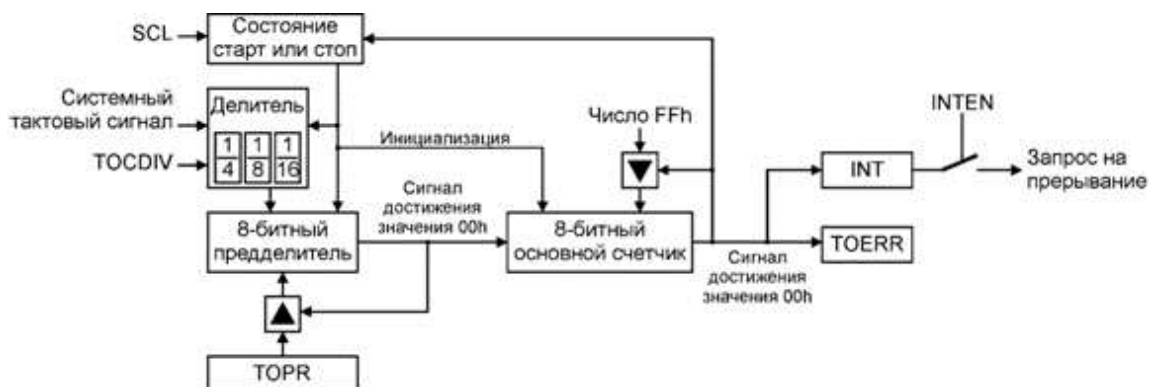 SCL
Состояние
старт или стоп
Системный
тактовый сигнал
TOCDIV
Делитель
1 1 1
4 8 16
Инициализация
Число FFh
INTEN
INT
Запрос на
прерывание
8-битный
предделитель
Сигнал
достижения
значения 00h
8-битный
основной счетчик
Сигнал
достижения
значения 00h
TOERR
TOPR